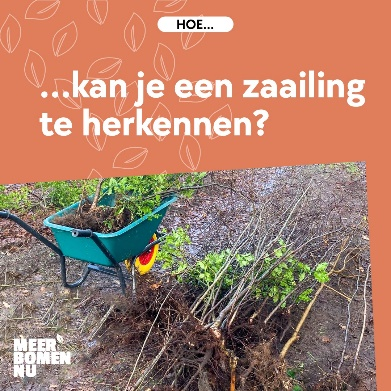 HOE...
...kan je een zaailing
te herkennen?
MEER
BOMEN
NU